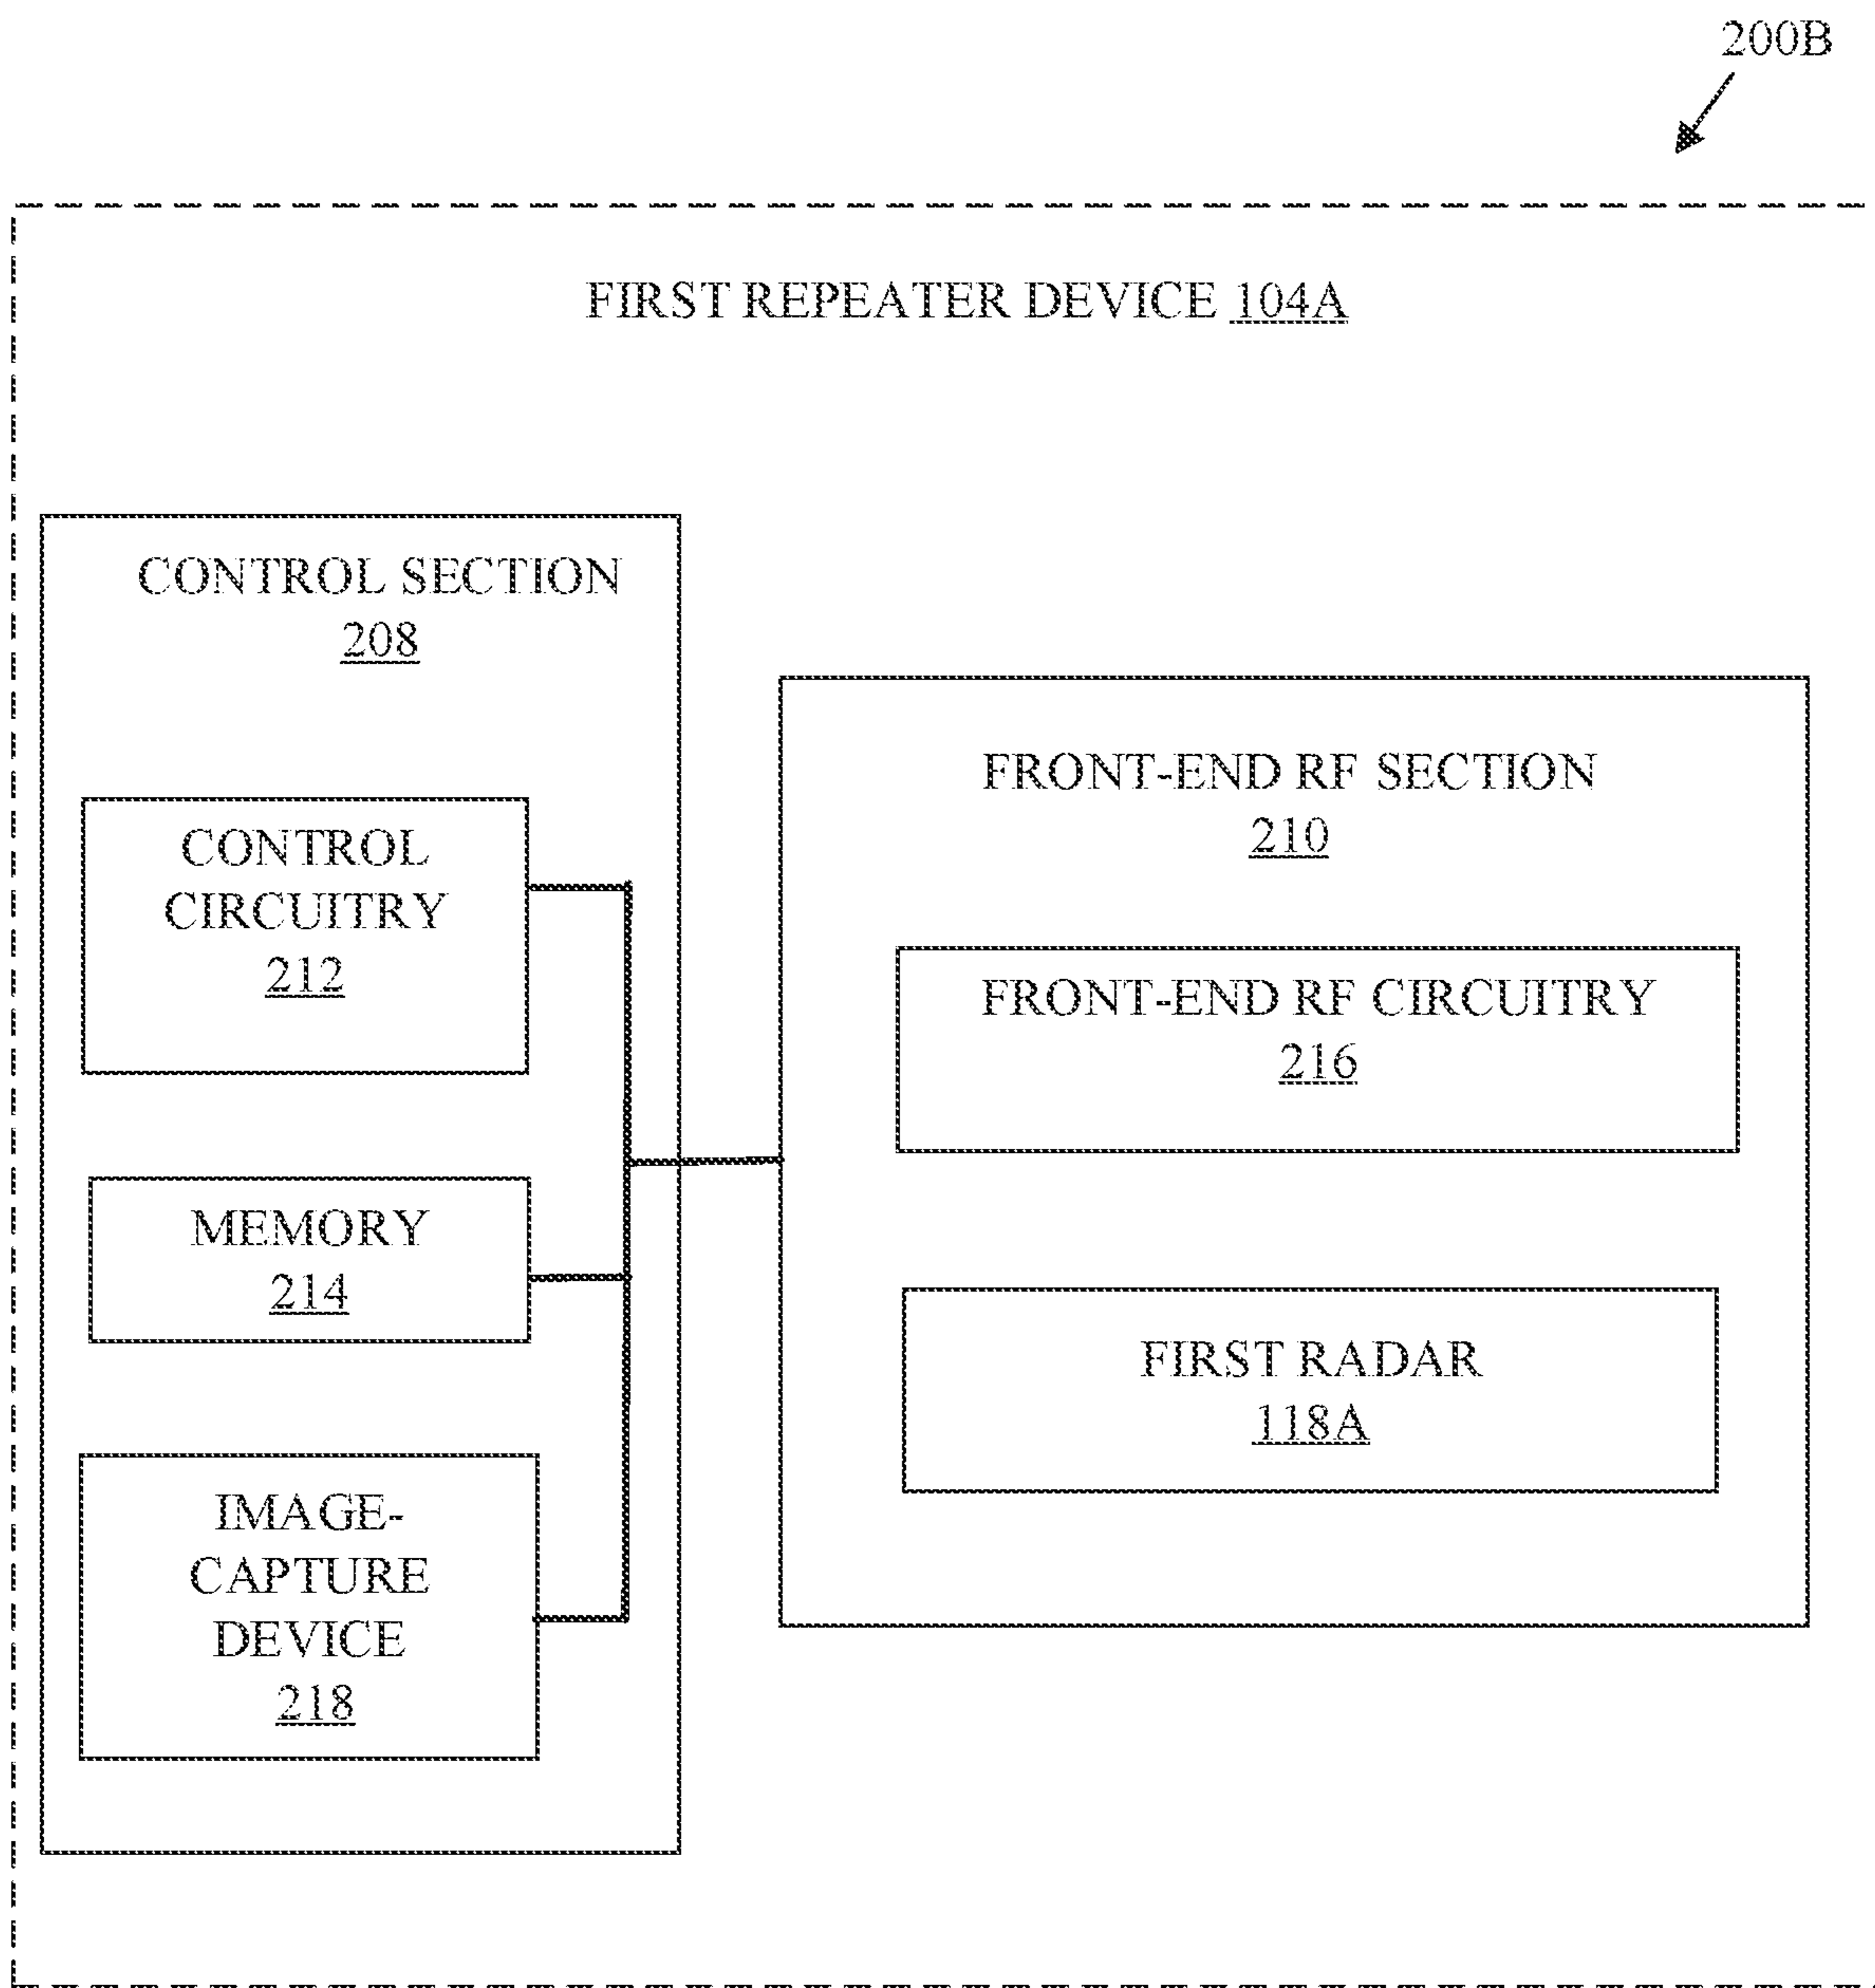 200B
FIRST REPEATER DEVICE 104A
CONTROL SECTION
208
CONTROL
CIRCUITRY
212
MEMORY
214
IMAGE-
CAPTURE
DEVICE
218
FRONT-END RF SECTION
210
FRONT-END RF CIRCUITRY
216
FIRST RADAR
118A